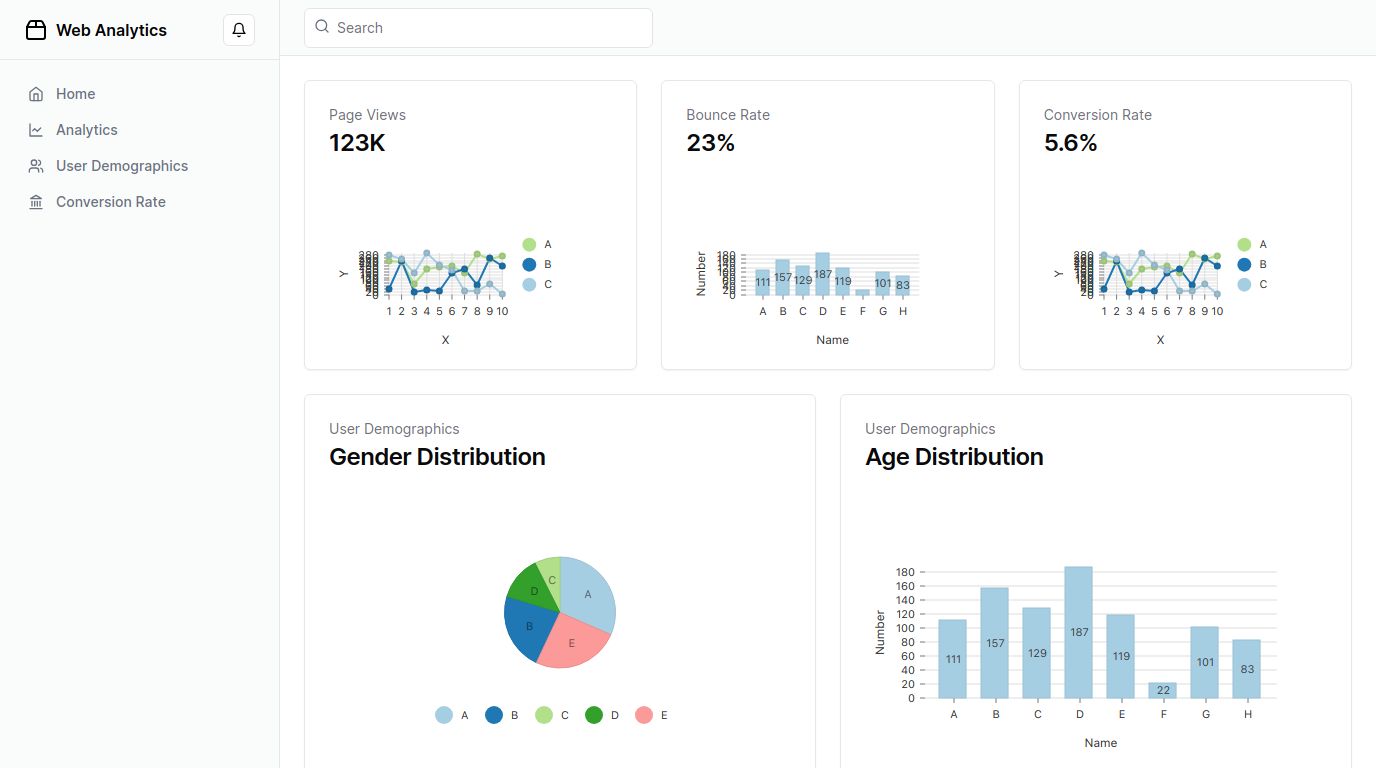 Web Analytics
Search
Home
Analytics
User Demographics
Conversion Rate
Page Views
123K
Y
A
B
C
1 2 3 4 5 6 7 8 9 10
X
Bounce Rate
23%
Number
111 157 129 187 119 101 83
A B C D E F G H
Name
Conversion Rate
5.6%
Y
A
B
C
1 2 3 4 5 6 7 8 9 10
X
User Demographics
Gender Distribution
C
D A
B
E
A B C D E
User Demographics
Age Distribution
Number
180
160
140
120
100
80
60
40
20
0
111 157 129 187 119 22 101 83
A B C D E F G H
Name